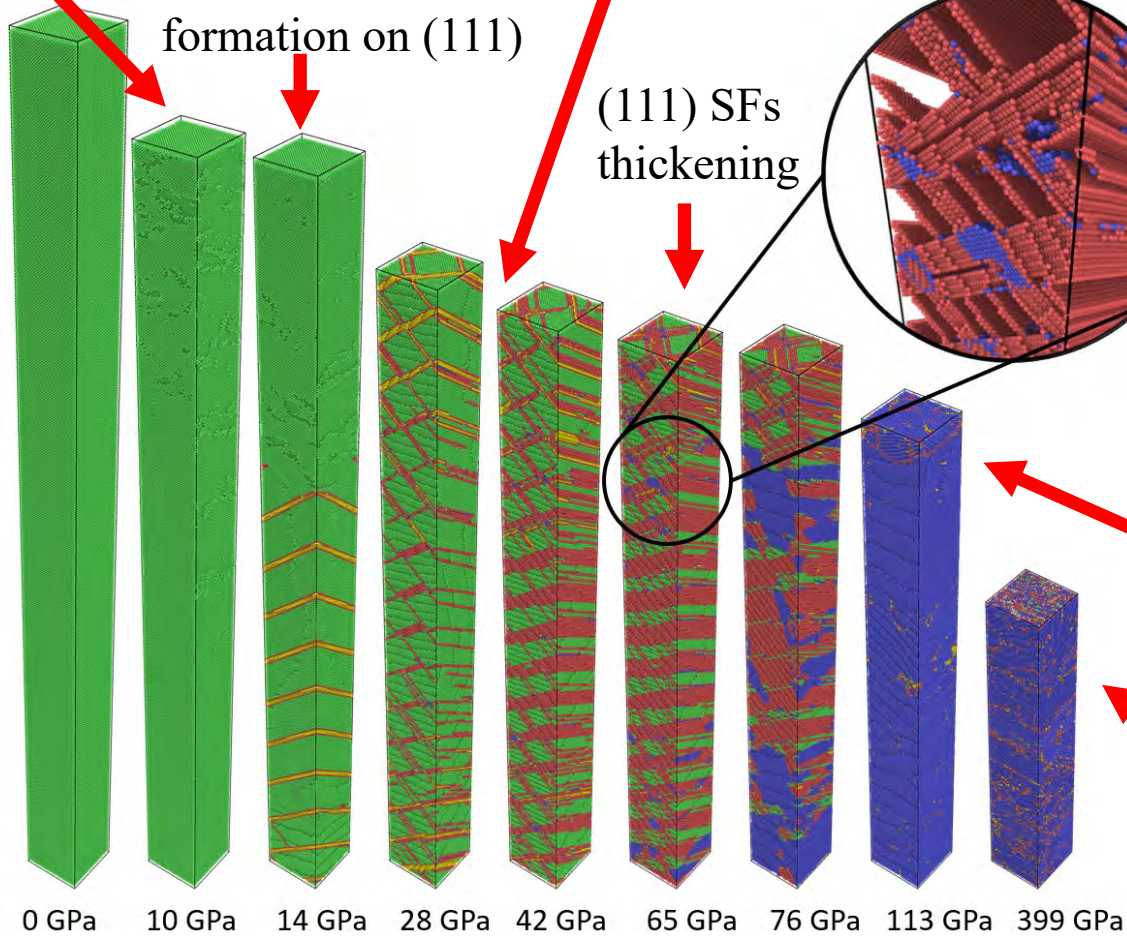 formation on (111)
(111) SFs
thickening
0 GPa
10 GPa
14 GPa
28 GPa
42 GPa
65 GPa
76 GPa
113 GPa
399 GPa